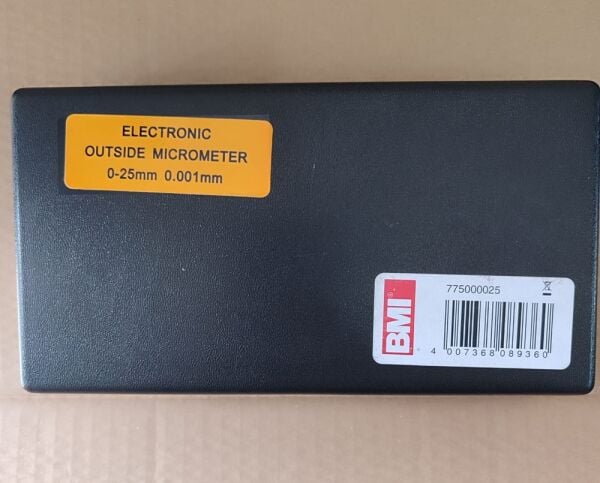 ELECTRONIC
OUTSIDE MICROMETER
0-25mm 0.001mm
BMI
775000025
4 007368 089360